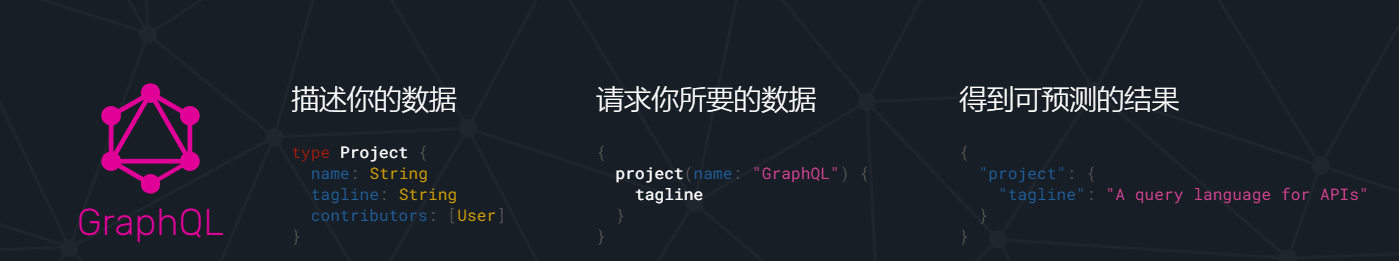 GraphQL
描述你的数据
type Project {
  name: String
  tagline: String
  contributors: [User]
}
请求你所要的数据
{
  project(name: "GraphQL") {
    tagline
  }
}
得到可预测的结果
{
  "project": {
    "tagline": "A query language for APIs"
  }
}